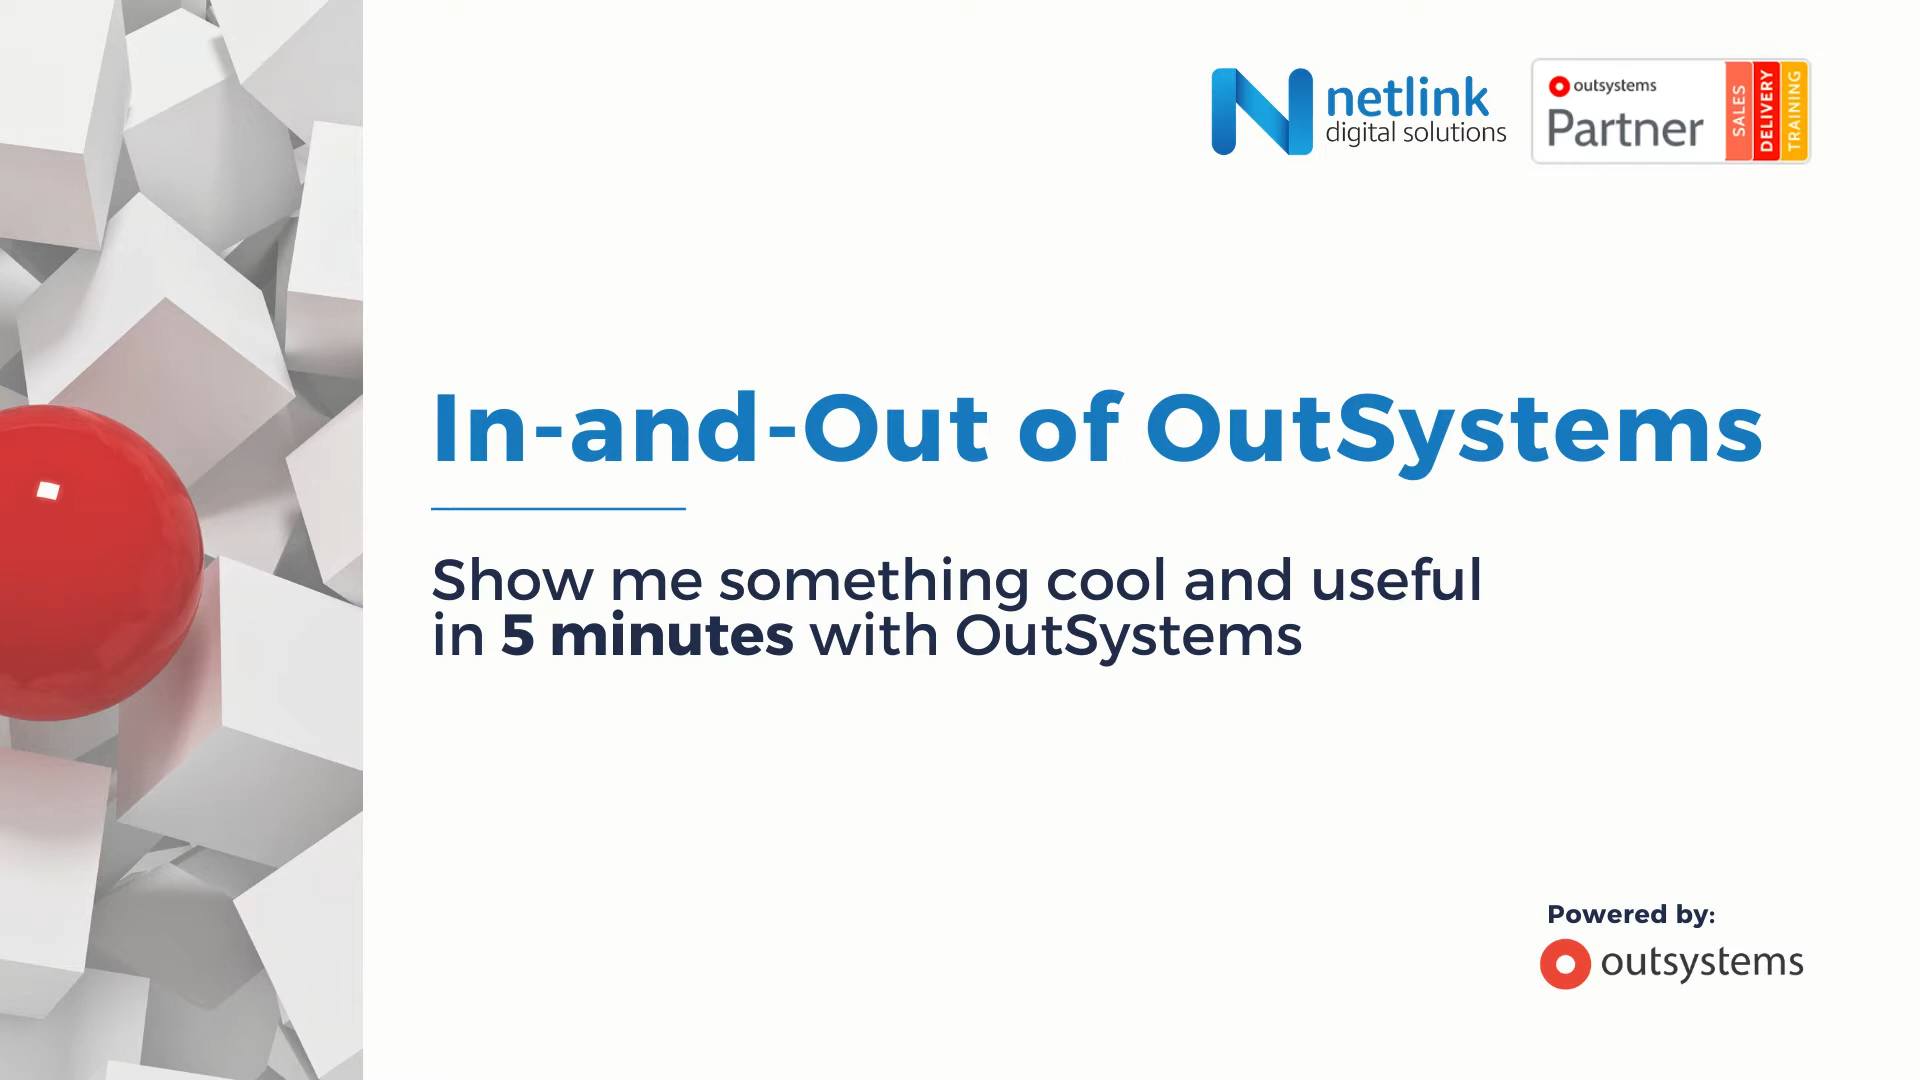 netlink
digital solutions
outsystems
Partner
SALES
DELIVERY
TRAINING
In-and-Out of OutSystems
Show me something cool and useful
in 5 minutes with OutSystems
Powered by:
outsystems